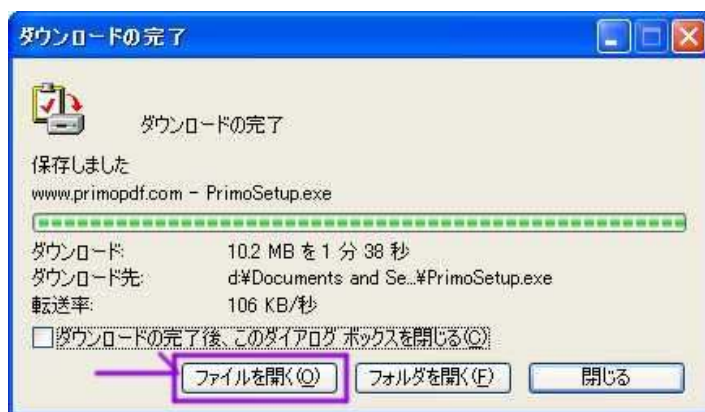 ダウンロードの完了
ダウンロードの完了
保存しました
www.primopdf.com - PrimoSetup.exe
ダウンロード: 10.2 MB を 1 分 38 秒
ダウンロード先: d:¥Documents and Se...¥PrimoSetup.exe
転送率: 106 KB/秒
ダウンロードの完了後、このダイアログ ボックスを閉じる(C)
ファイルを開く(O) フォルダを開く(F) 閉じる